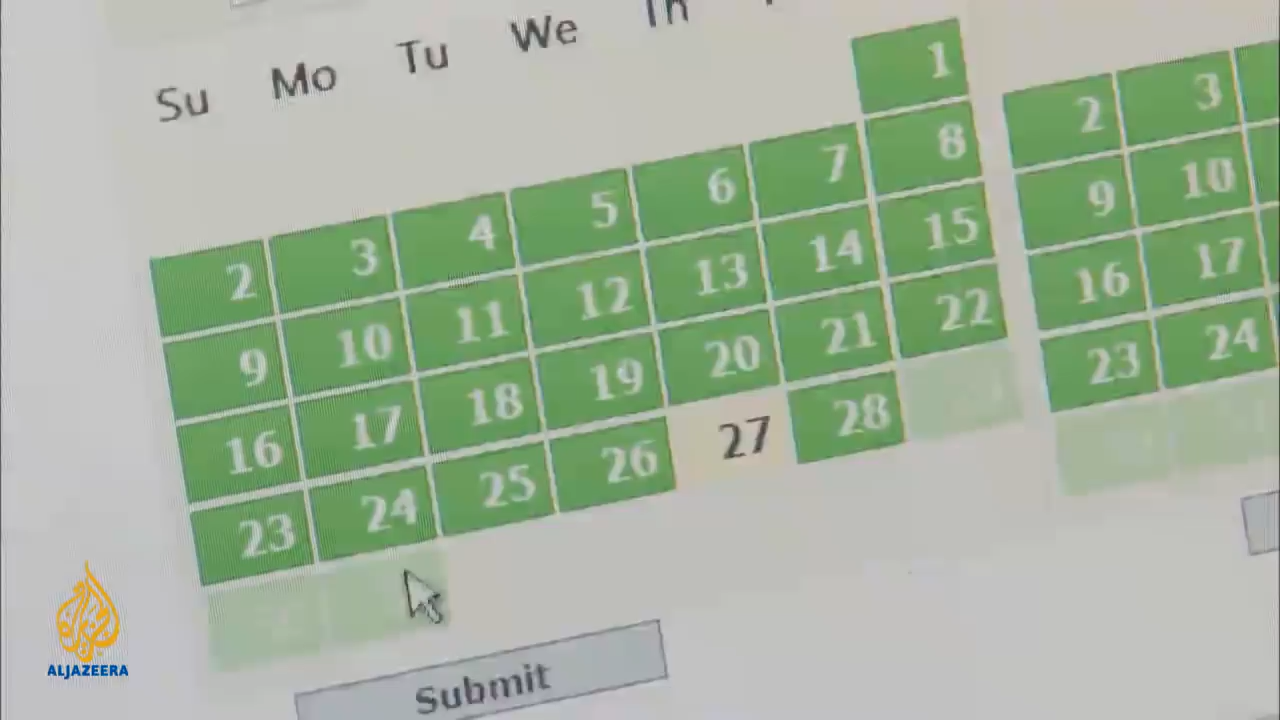 Su Mo Tu We Th
1
2 3 4 5 6 7 8
9 10 11 12 13 14 15
16 17 18 19 20 21 22
23 24 25 26 27 28
2 3
9 10
16 17
23 24
Submit
ALJAZEERA